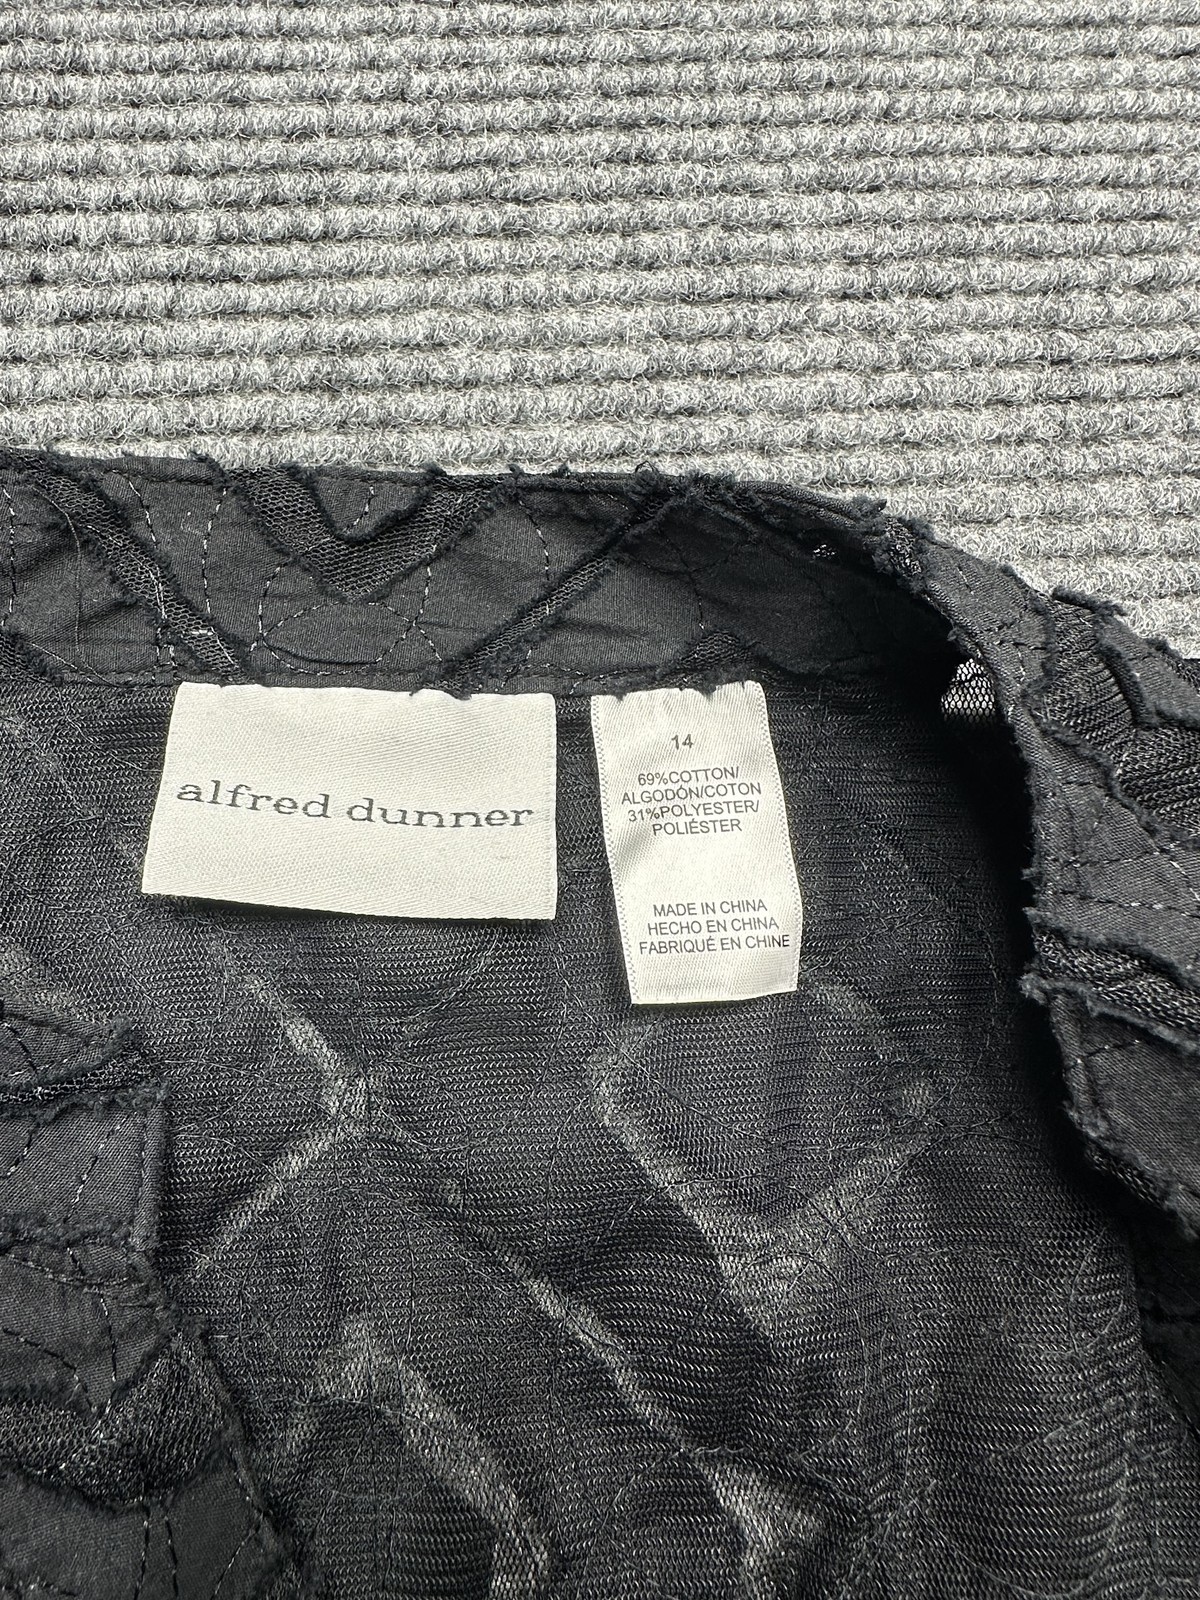 alfred dunner
14
69%COTTON/
ALGODÓN/COTON
31%POLYESTER/
POLIÉSTER
MADE IN CHINA
HECHO EN CHINA
FABRIQUÉ EN CHINE